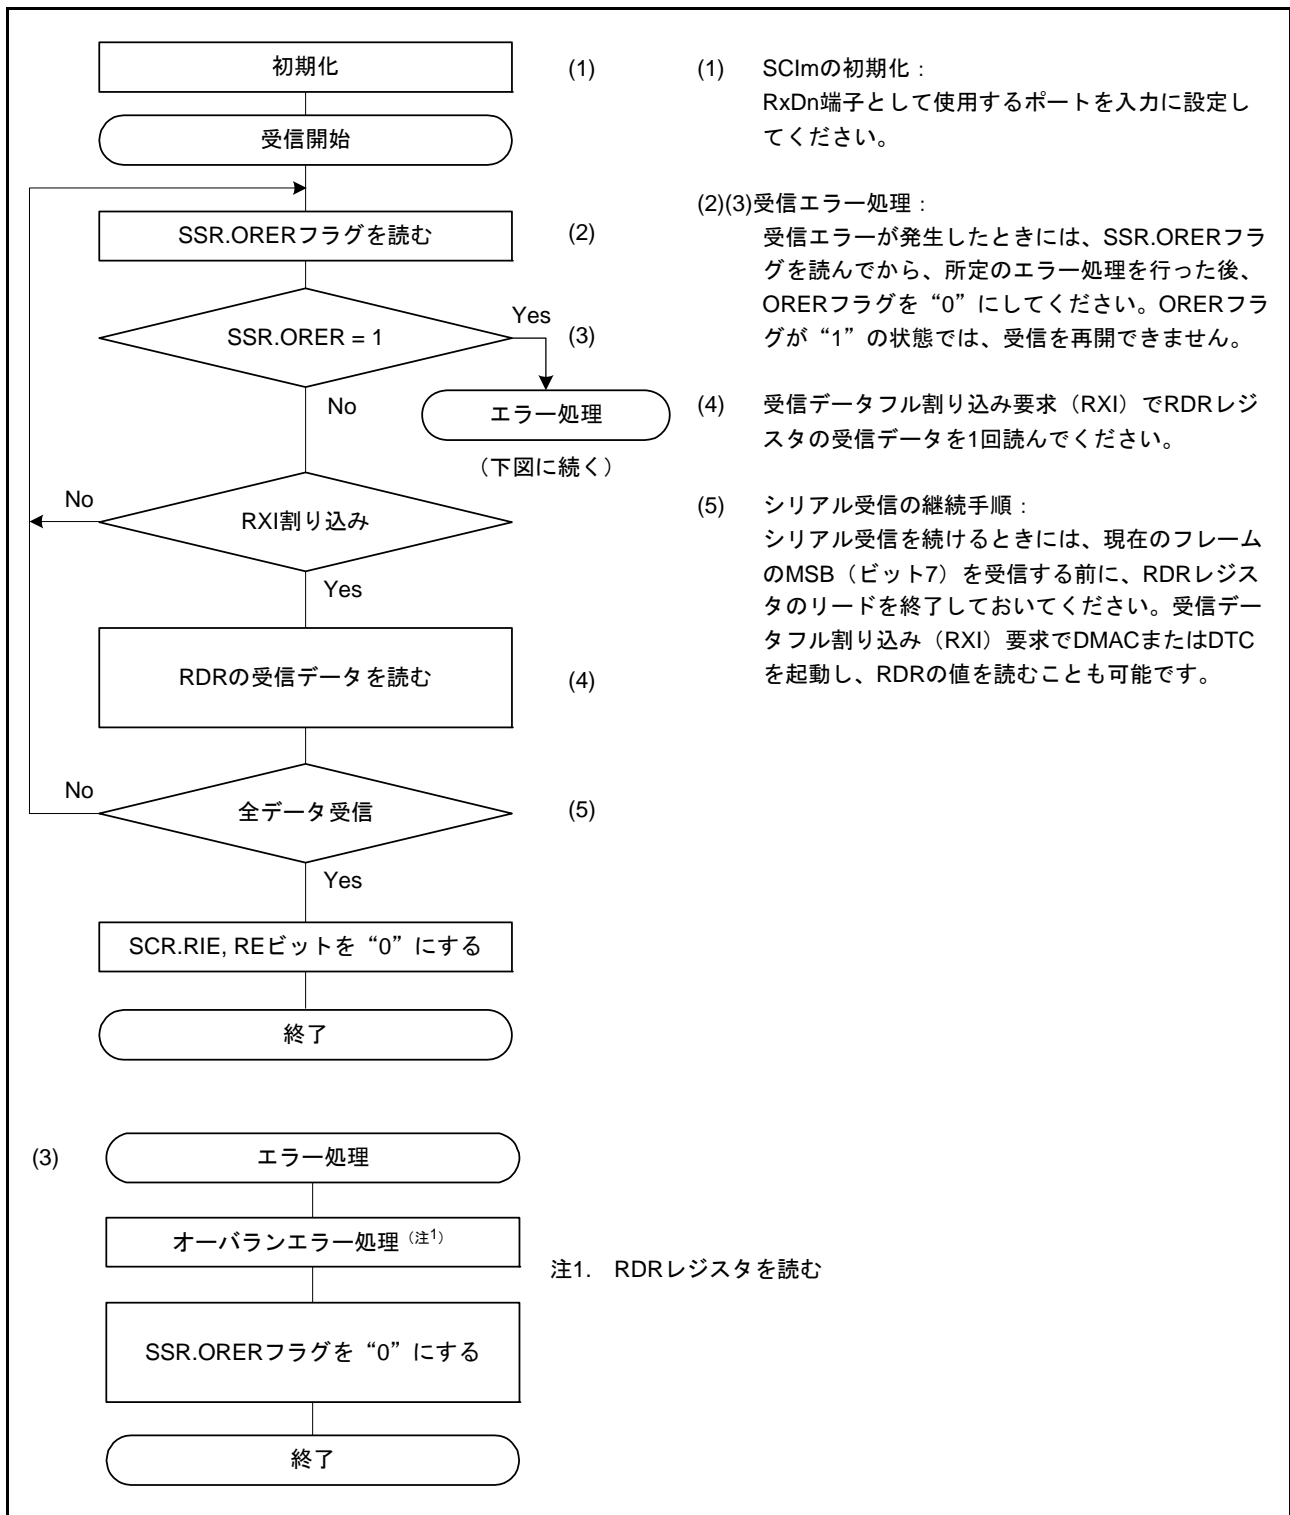 初期化
(1)
受信開始
SSR.ORERフラグを読む
(2)
SSR.ORER = 1
Yes
(3)
No
エラー処理
（下図に続く）
No
RXI割り込み
Yes
RDRの受信データを読む
(4)
No
全データ受信
(5)
Yes
SCR.RIE, REビットを“0”にする
終了
(1) SCImの初期化：
RxDn端子として使用するポートを入力に設定し
てください。
(2)(3)受信エラー処理：
受信エラーが発生したときには、SSR.ORERフラ
グを読んでから、所定のエラー処理を行った後、
ORERフラグを“0”にしてください。ORERフラ
グが“1”の状態では、受信を再開できません。
(4) 受信データフル割り込み要求（RXI）でRDRレジ
スタの受信データを1回読んでください。
(5) シリアル受信の継続手順：
シリアル受信を続けるときには、現在のフレーム
のMSB（ビット7）を受信する前に、RDRレジス
タのリードを終了しておいてください。受信デー
タフル割り込み（RXI）要求でDMACまたはDTC
を起動し、RDRの値を読むことも可能です。
(3)
エラー処理
オーバランエラー処理（注1）
注1. RDRレジスタを読む
SSR.ORERフラグを“0”にする
終了